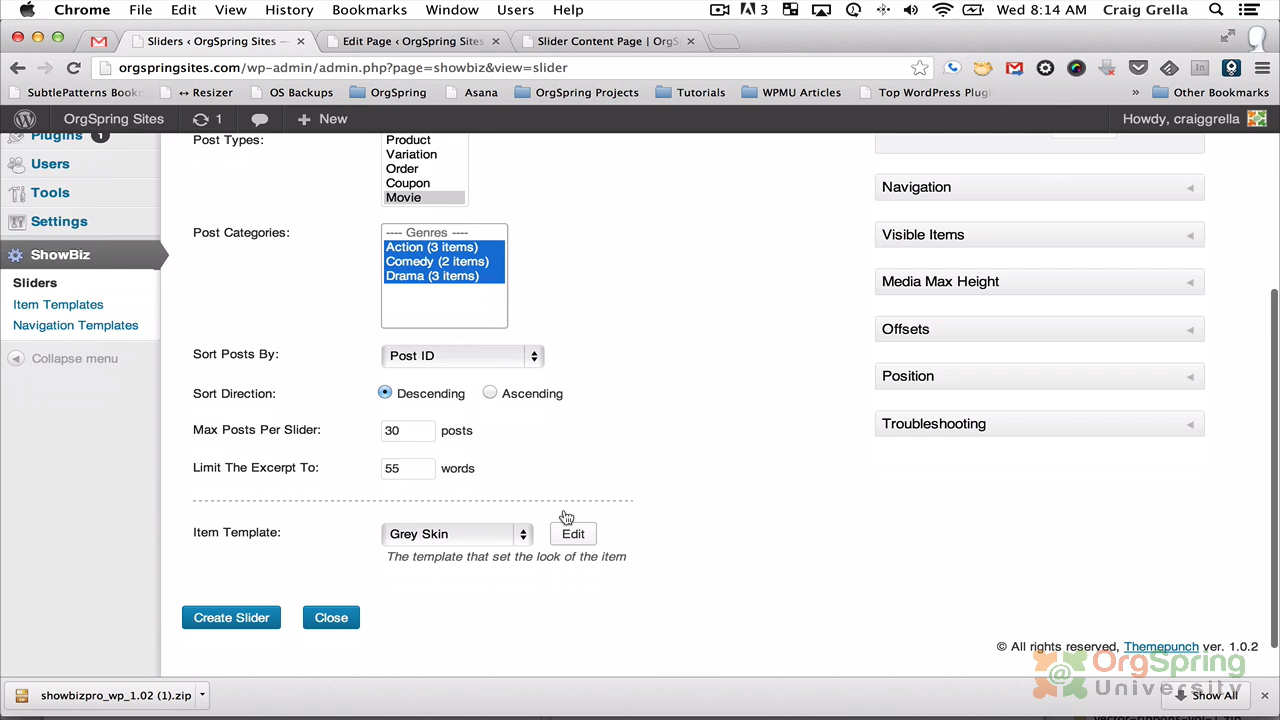 Chrome File Edit View History Bookmarks Window Users Help 3 Wed 8:14 AM Craig Grella
Sliders ‹ OrgSpring Sites — × Edit Page ‹ OrgSpring Sites × Slider Content Page | OrgS ×
orgspringsites.com/wp-admin/admin.php?page=showbiz&view=slider
SubtlePatterns Book ↔ Resizer OS Backups OrgSpring Asana OrgSpring Projects Tutorials WPMU Articles Top WordPress Plugi » Other Bookmarks
OrgSpring Sites 1 + New Howdy, craiggrella
Plugins 1
Users
Tools
Settings
ShowBiz
Sliders
Item Templates
Navigation Templates
Collapse menu
Post Types:
Product
Variation
Order
Coupon
Movie
Post Categories:
---- Genres ----
Action (3 items)
Comedy (2 items)
Drama (3 items)
Sort Posts By: Post ID
Sort Direction: Descending Ascending
Max Posts Per Slider: 30 posts
Limit The Excerpt To: 55 words
Item Template: Grey Skin Edit
The template that set the look of the item
Create Slider Close
Navigation
Visible Items
Media Max Height
Offsets
Position
Troubleshooting
© All rights reserved, Themepunch ver. 1.0.2
OrgSpring
University
showbizpro_wp_1.02 (1).zip Show All ×